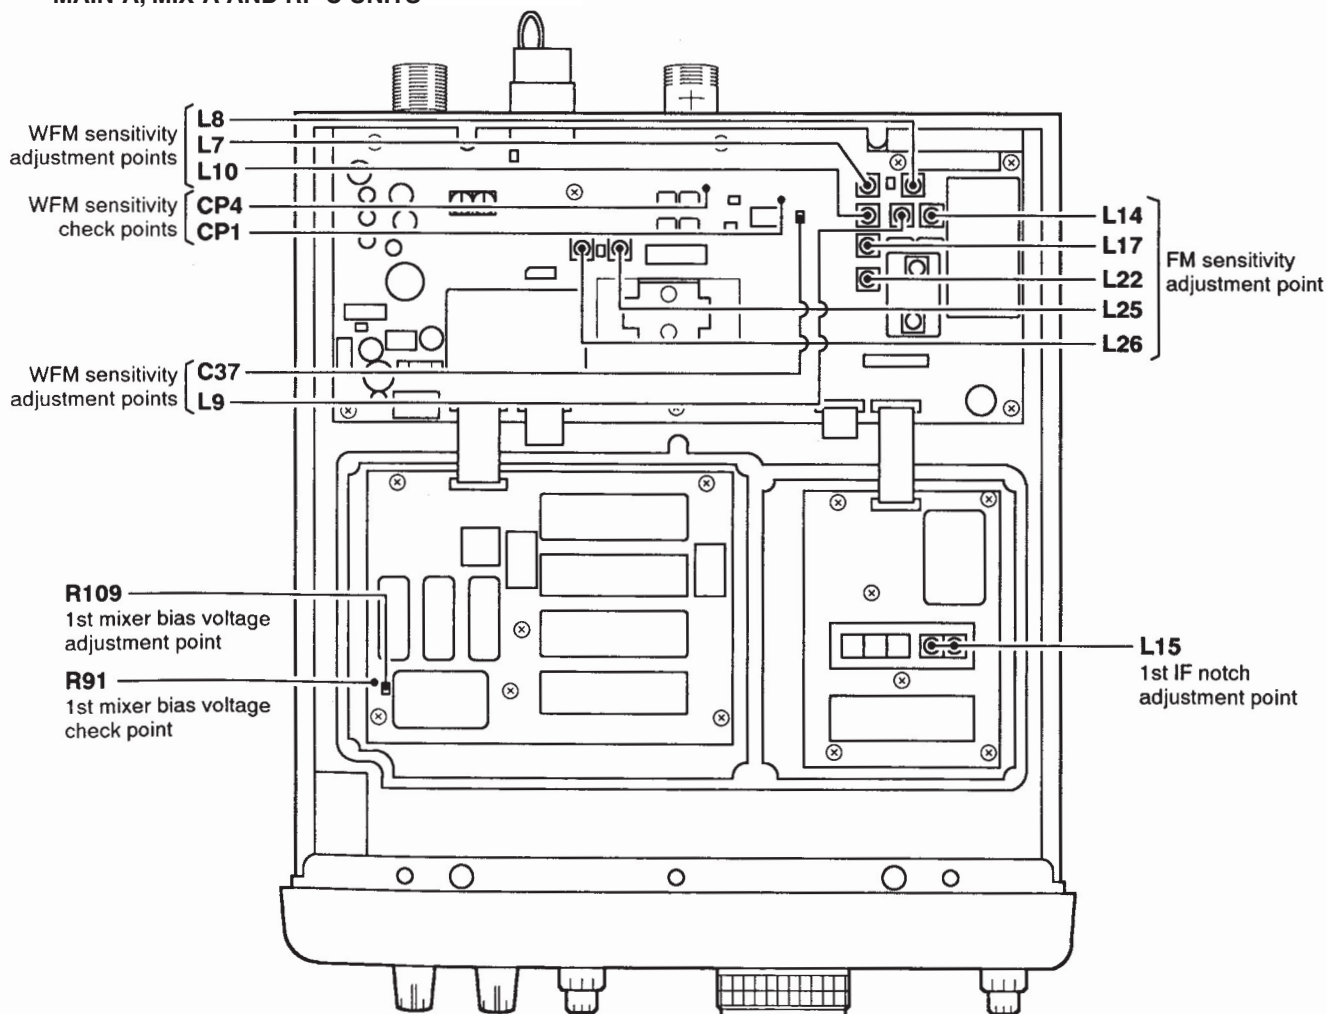 MAIN-A, MIX-A AND RF-C UNITS
WFM sensitivity
adjustment points
L8
L7
L10
WFM sensitivity
check points
CP4
CP1
WFM sensitivity
adjustment points
C37
L9
L14
L17
L22
L25
L26
FM sensitivity
adjustment point
R109
1st mixer bias voltage
adjustment point
R91
1st mixer bias voltage
check point
L15
1st IF notch
adjustment point